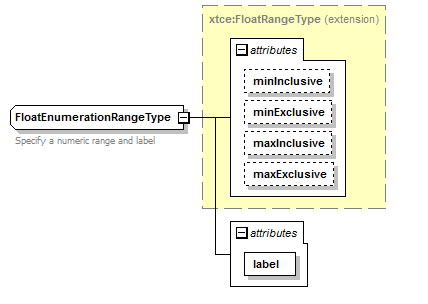 xtce:FloatRangeType (extension)
attributes
minInclusive
minExclusive
maxInclusive
maxExclusive
FloatEnumerationRangeType
Specify a numeric range and label
attributes
label